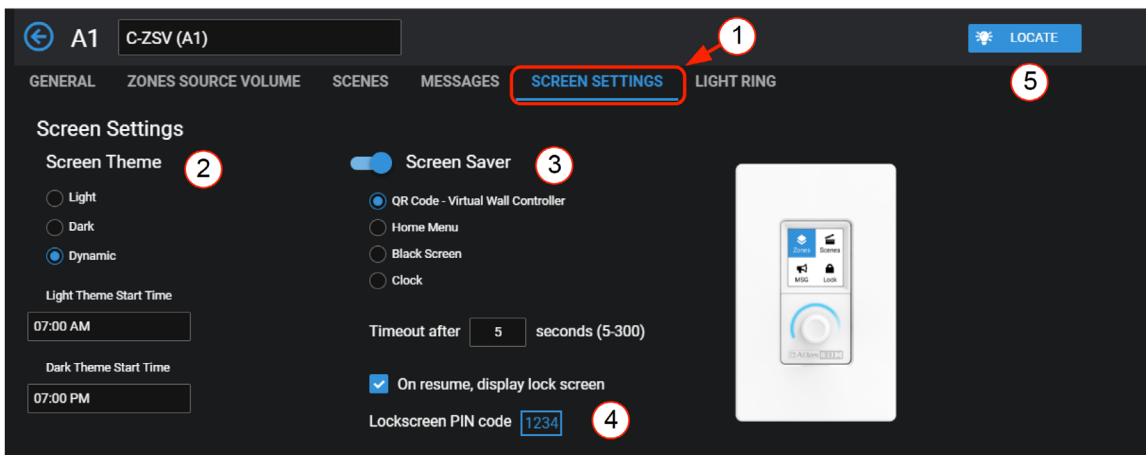 A1 C-ZSV (A1) 1 LOCATE
GENERAL ZONES SOURCE VOLUME SCENES MESSAGES SCREEN SETTINGS LIGHT RING 5
Screen Settings
Screen Theme 2
Light
Dark
Dynamic
Light Theme Start Time
07:00 AM
Dark Theme Start Time
07:00 PM
Screen Saver 3
QR Code - Virtual Wall Controller
Home Menu
Black Screen
Clock
Timeout after 5 seconds (5-300)
On resume, display lock screen
Lockscreen PIN code 1234 4
Zones Scenes
MSG Lock